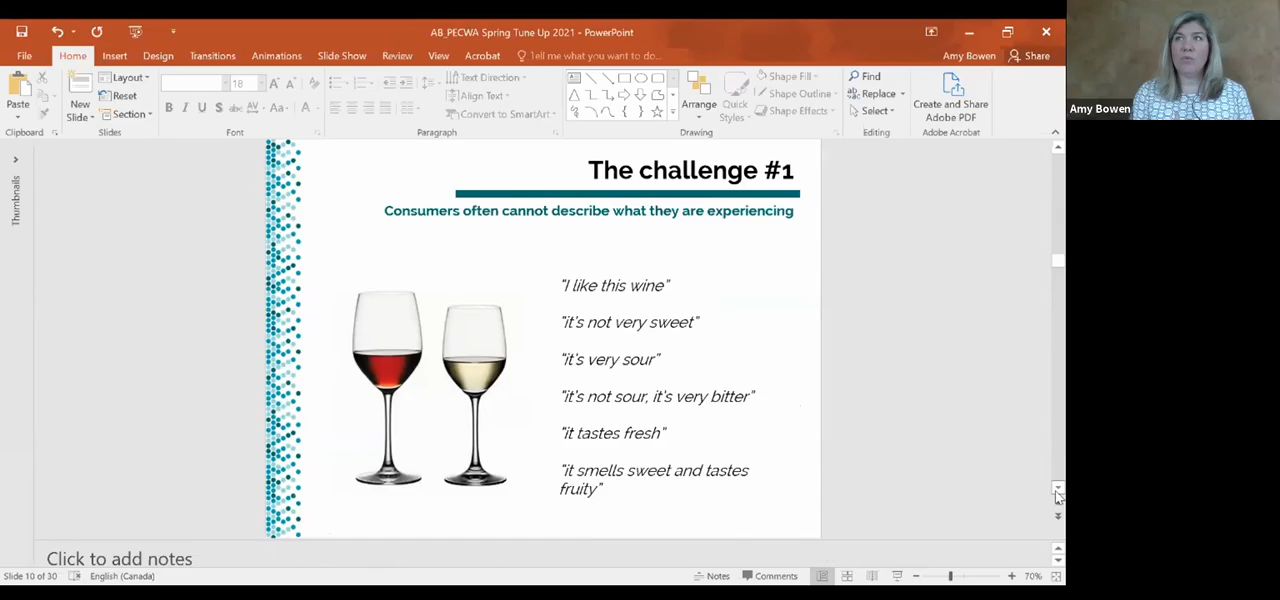 AB_PECWA Spring Tune Up 2021 - PowerPoint
File Home Insert Design Transitions Animations Slide Show Review View Acrobat Tell me what you want to do... Amy Bowen Share
Paste
New Slide
Layout
Reset
Section
18
B I U S abc AV Aa A
Text Direction
Align Text
Convert to SmartArt
Arrange
Quick Styles
Shape Fill
Shape Outline
Shape Effects
Find
Replace
Select
Create and Share Adobe PDF
Clipboard Slides Font Paragraph Drawing Editing Adobe Acrobat
Amy Bowen
Thumbnails
The challenge #1
Consumers often cannot describe what they are experiencing
"I like this wine"
"it's not very sweet"
"it's very sour"
"it's not sour, it's very bitter"
"it tastes fresh"
"it smells sweet and tastes
fruity"
Click to add notes
Slide 10 of 30 English (Canada) Notes Comments 70%